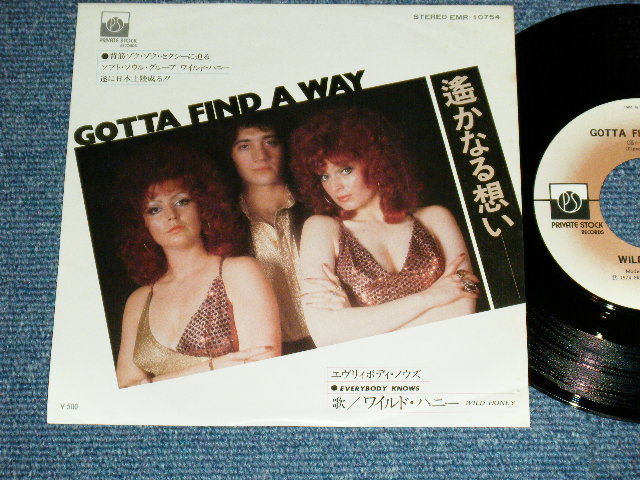 PS
PRIVATE STOCK
RECORDS
STEREO EMR-10754
●背筋ゾク・ゾク・セクシーに迫る
ソフト・ソウル・グループ ワイルド・ハニー
遂に日本上陸成る!!
GOTTA FIND A WAY
遙かなる想い
エヴリィボディ・ノウズ
●EVERYBODY KNOWS
歌／ワイルド・ハニー WILD HONEY
￥500
GOTTA FI
PS
PRIVATE STOCK
RECORDS
WILD